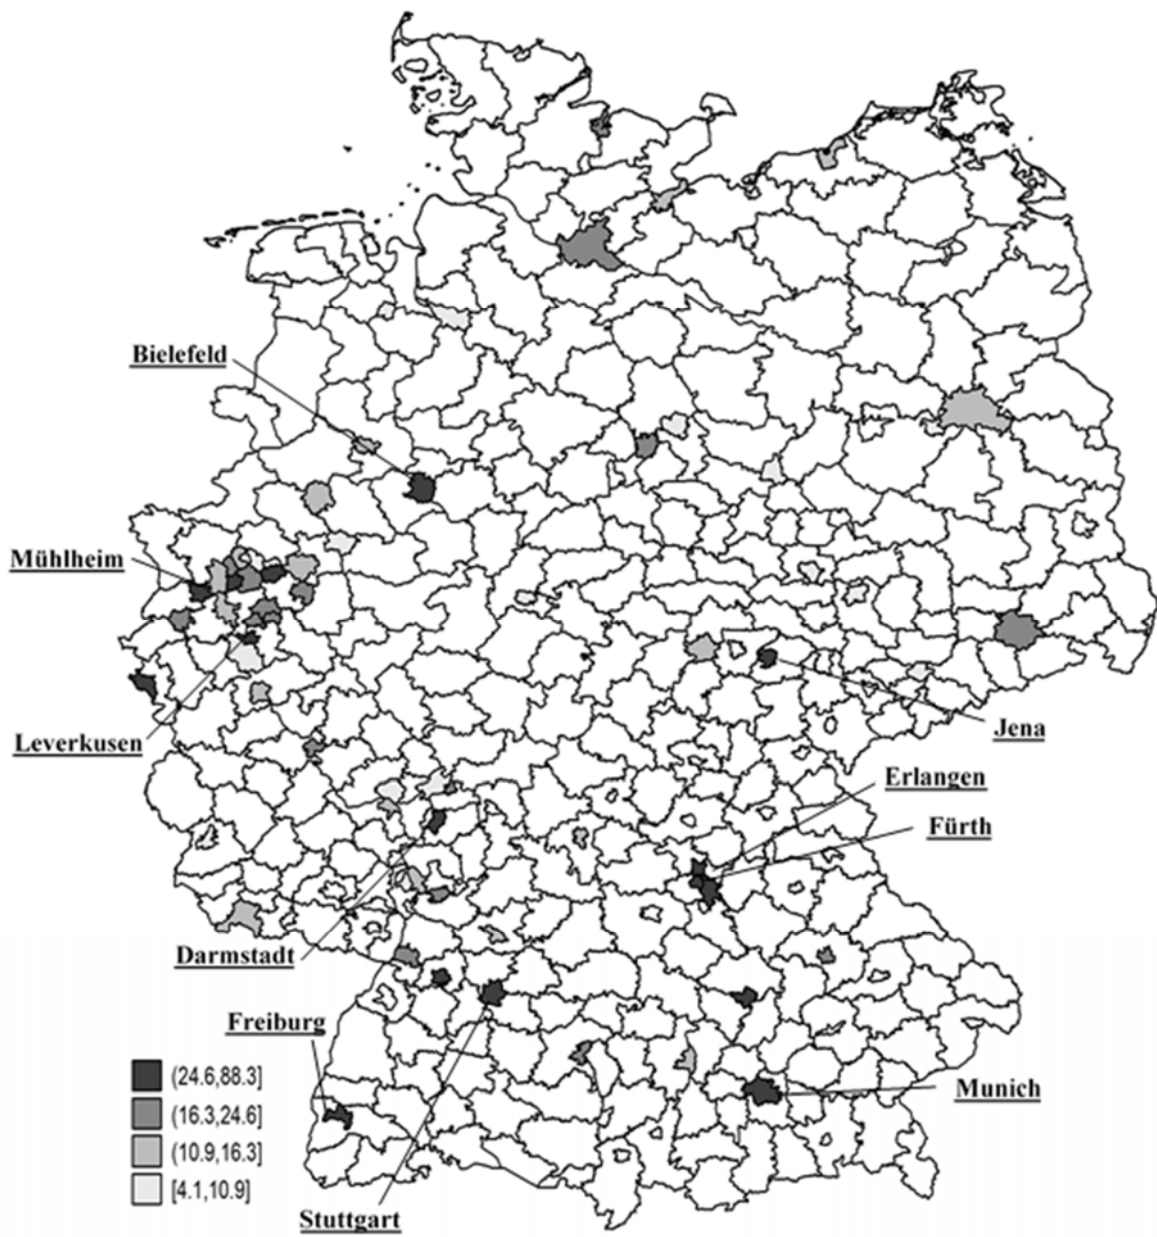 Bielefeld
Mühlheim
Leverkusen
Jena
Erlangen
Fürth
Darmstadt
Freiburg
Munich
Stuttgart
(24.6,88.3]
(16.3,24.6]
(10.9,16.3]
[4.1,10.9]